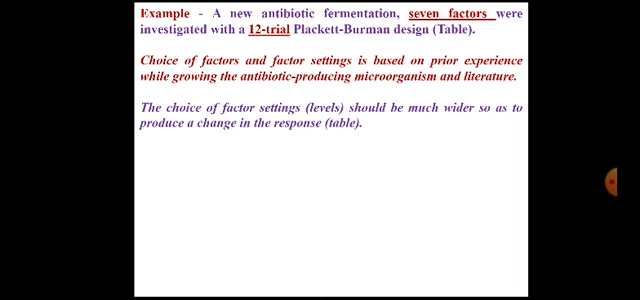 Example - A new antibiotic fermentation, seven factors were
investigated with a 12-trial Plackett-Burman design (Table).
Choice of factors and factor settings is based on prior experience
while growing the antibiotic-producing microorganism and literature.
The choice of factor settings (levels) should be much wider so as to
produce a change in the response (table).